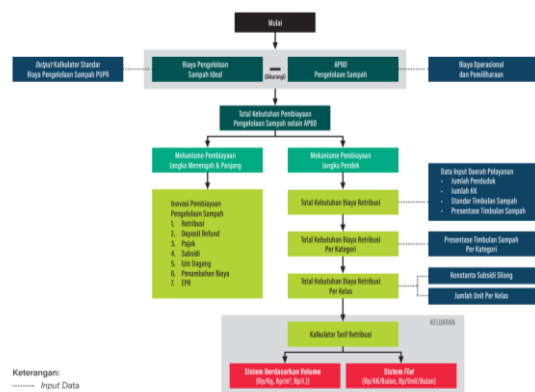 Mulai
Output Kalkulator Standar
Biaya Pengelolaan Sampah PUPR
Biaya Pengelolaan
Sampah Ideal
(Dikurangi)
APBD
Pengelolaan Sampah
Biaya Operasional
dan Pemiliharaan
Total Kebutuhan Pembiayaan
Pengelolaan Sampah selain APBD
Mekanisme Pembiayaan
Jangka Menengah & Panjang
Mekanisme Pembiayaan
Jangka Pendek
Inovasi Pembiayaan
Pengelolaan Sampah
1. Retribusi
2. Deposit Refund
3. Pajak
4. Subsidi
5. Izin Dagang
6. Penambahan Biaya
7. EPR
Total Kebutuhan Biaya Retribusi
Data Input Daerah Pelayanan
- Jumlah Penduduk
- Jumlah KK
- Standar Timbulan Sampah
- Presentase Timbulan Sampah
Total Kebutuhan Biaya Retribusi
Per Kategori
Presentase Timbulan Sampah
Per Kategori
Total Kebutuhan Biaya Retribusi
Per Kelas
Konstanta Subsidi Silang
Jumlah Unit Per Kelas
KELUARAN
Kalkulator Tarif Retribusi
Sistem Berdasarkan Volume
(Rp/Kg, Rp/m³, Rp/L))
Sistem Flat
(Rp/KK/Bulan, Rp/Unit/Bulan)
Keterangan:
Input Data